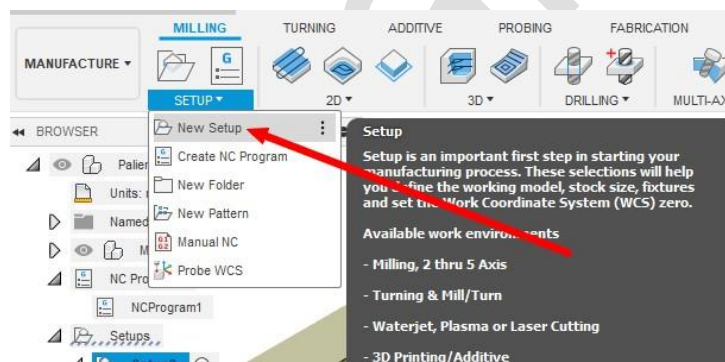 MILLING TURNING ADDITIVE PROBING FABRICATION
MANUFACTURE
G
SETUP 2D 3D DRILLING MULTI-AX
BROWSER
New Setup
Create NC Program
New Folder
New Pattern
G1
G2
Manual NC
Probe WCS
Palier
Units:
Named
M
NC Pro
NCProgram1
Setups
Setup
Setup is an important first step in starting your
manufacturing process. These selections will help
you define the working model, stock size, fixtures
and set the Work Coordinate System (WCS) zero.
Available work environments
- Milling, 2 thru 5 Axis
- Turning & Mill/Turn
- Waterjet, Plasma or Laser Cutting
- 3D Printing/Additive